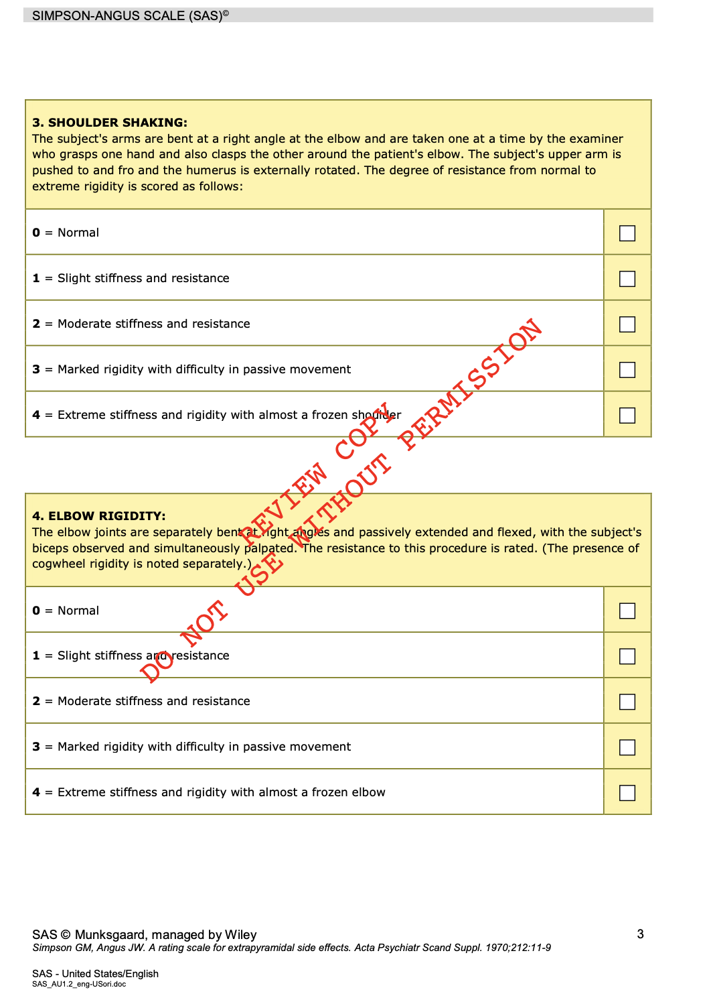 SIMPSON-ANGUS SCALE (SAS)©
3. SHOULDER SHAKING:
The subject's arms are bent at a right angle at the elbow and are taken one at a time by the examiner
who grasps one hand and also clasps the other around the patient's elbow. The subject's upper arm is
pushed to and fro and the humerus is externally rotated. The degree of resistance from normal to
extreme rigidity is scored as follows:
0 = Normal
1 = Slight stiffness and resistance
2 = Moderate stiffness and resistance
3 = Marked rigidity with difficulty in passive movement
4 = Extreme stiffness and rigidity with almost a frozen shoulder
REVIEW COPY
DO NOT USE WITHOUT PERMISSION
4. ELBOW RIGIDITY:
The elbow joints are separately bent at right angles and passively extended and flexed, with the subject's
biceps observed and simultaneously palpated. The resistance to this procedure is rated. (The presence of
cogwheel rigidity is noted separately.)
0 = Normal
1 = Slight stiffness and resistance
2 = Moderate stiffness and resistance
3 = Marked rigidity with difficulty in passive movement
4 = Extreme stiffness and rigidity with almost a frozen elbow
SAS © Munksgaard, managed by Wiley
3
Simpson GM, Angus JW. A rating scale for extrapyramidal side effects. Acta Psychiatr Scand Suppl. 1970;212:11-9
SAS - United States/English
SAS_AU1.2_eng-USori.doc